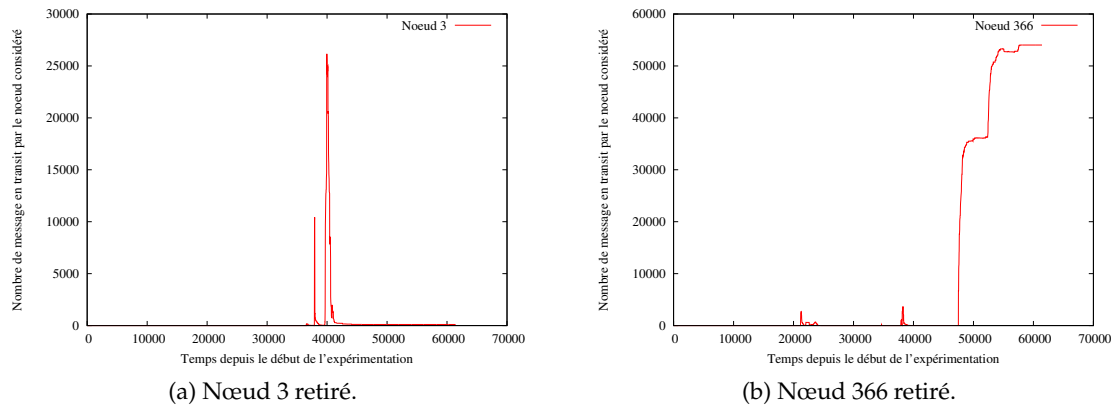 30000
25000
20000
15000
10000
5000
0
Nombre de message en transit par le noeud considéré
Noeud 3
0 10000 20000 30000 40000 50000 60000 70000
Temps depuis le début de l'expérimentation
(a) Nœud 3 retiré.
60000
50000
40000
30000
20000
10000
0
Nombre de message en transit par le noeud considéré
Noeud 366
0 10000 20000 30000 40000 50000 60000 70000
Temps depuis le début de l'expérimentation
(b) Nœud 366 retiré.